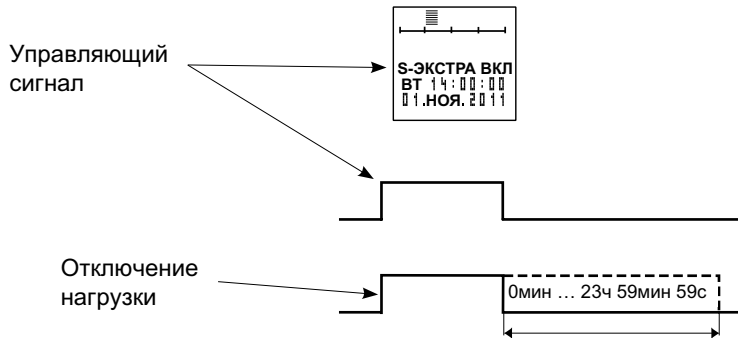 Управляющий
сигнал
S-ЭКСТРА ВКЛ
ВТ 14:00:00
01.НОЯ.2011
Отключение
нагрузки
0мин … 23ч 59мин 59с